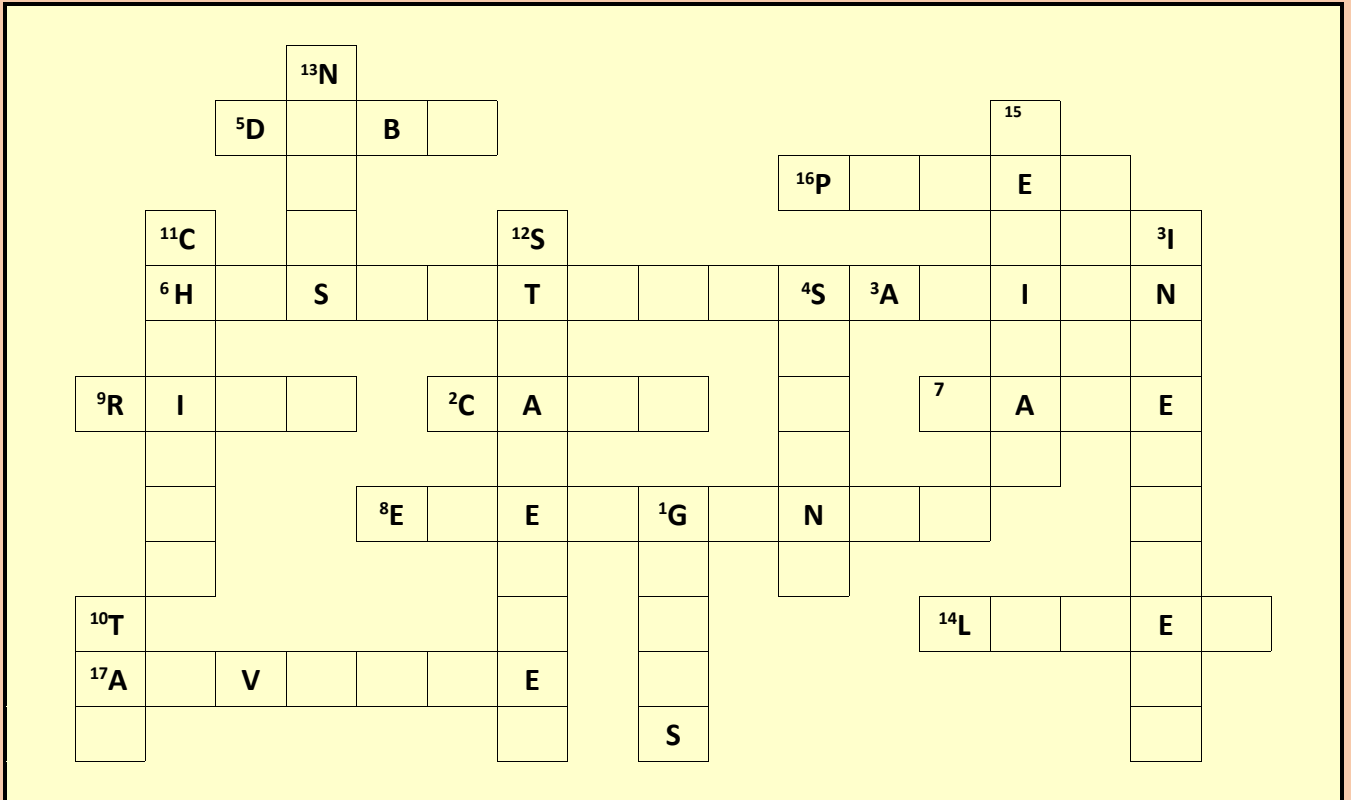 13N
5D B
15
16P E
11C 12S 3I
6H S T 4S 3A I N
9R I 2C A 7 A E
8E E 1G N
10T 14L E
17A V E
S